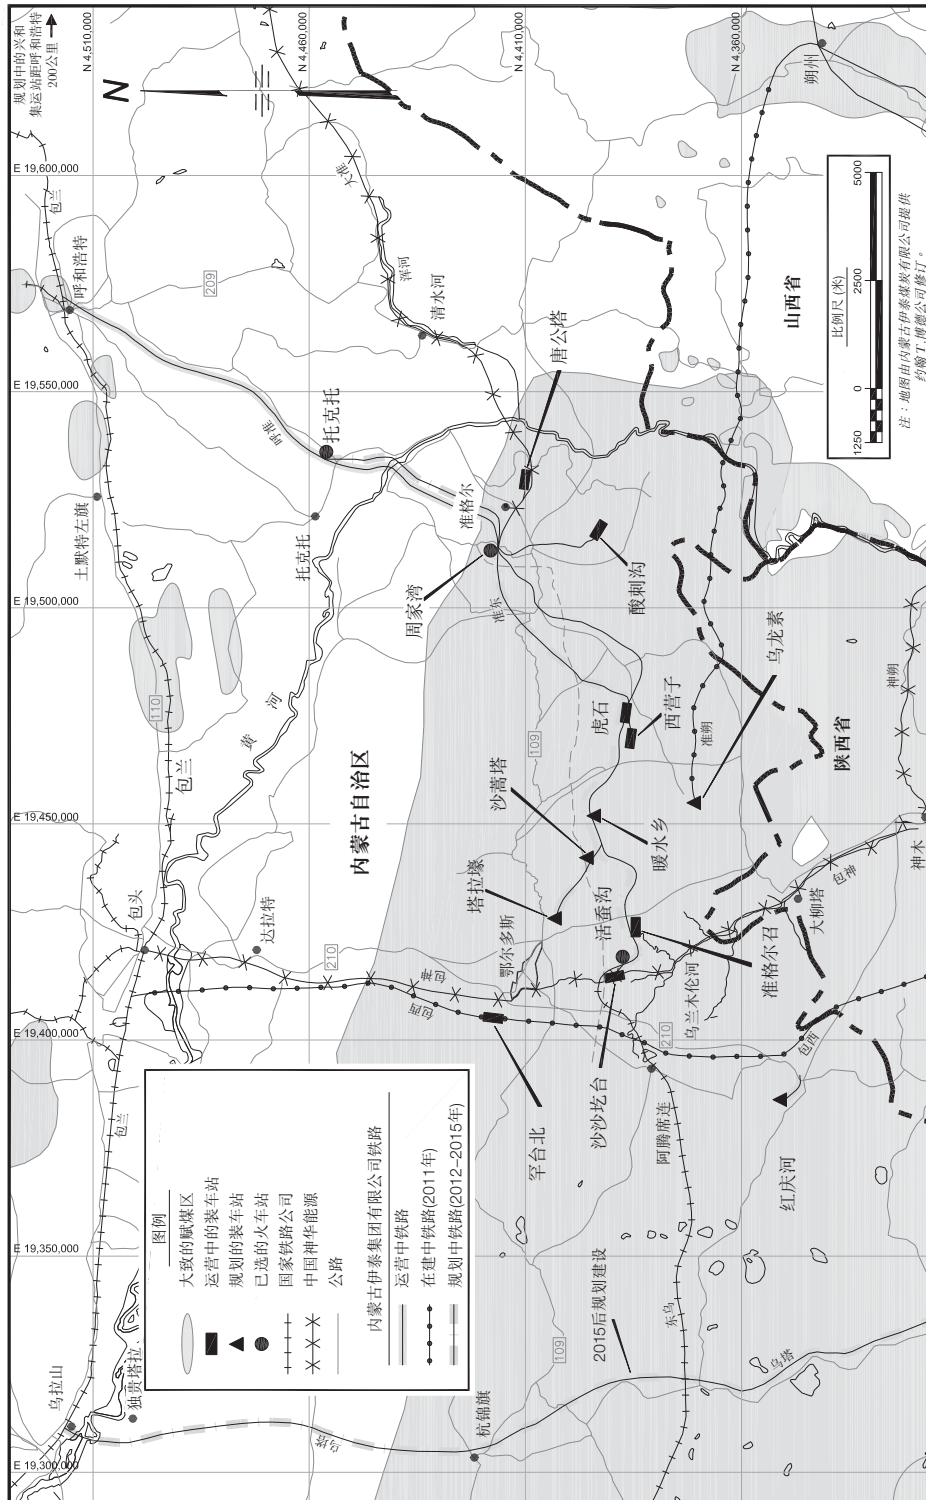 规划中的兴和
集运站距呼和浩特
200公里
N 4,510,000
N 4,460,000
N 4,410,000
N 4,360,000
N
E 19,600,000
E 19,550,000
E 19,500,000
E 19,450,000
E 19,400,000
E 19,350,000
E 19,300,000
包兰
呼和浩特
209
大准
浑河
清水河
朔州
山西省
唐公塔
呼准
托克托
准格尔
土默特左旗
托克托
周家湾
准东
酸刺沟
乌龙素
110
包兰
黄
河
内蒙古自治区
109
虎石
西营子
准朔
神朔
陕西省
沙蒿塔
暖水乡
塔拉壕
包头
达拉特
210
包神
包西
鄂尔多斯
活蚕沟
准格尔召
大柳塔
包神
神木
乌兰木伦河
210
包西
包兰
罕台北
沙沙圪台
阿腾席连
红庆河
2015后规划建设
东乌
109
乌塔
乌拉山
独贵塔拉
乌塔
杭锦旗
比例尺 (米)
1250
0
2500
5000
注：地图由内蒙古伊泰煤炭有限公司提供
约翰T.博德公司修订。
图例
大致的赋煤区
运营中的装车站
规划的装车站
已选的火车站
国家铁路公司
中国神华能源
公路
内蒙古伊泰集团有限公司铁路
运营中铁路
在建中铁路(2011年)
规划中铁路(2012–2015年)